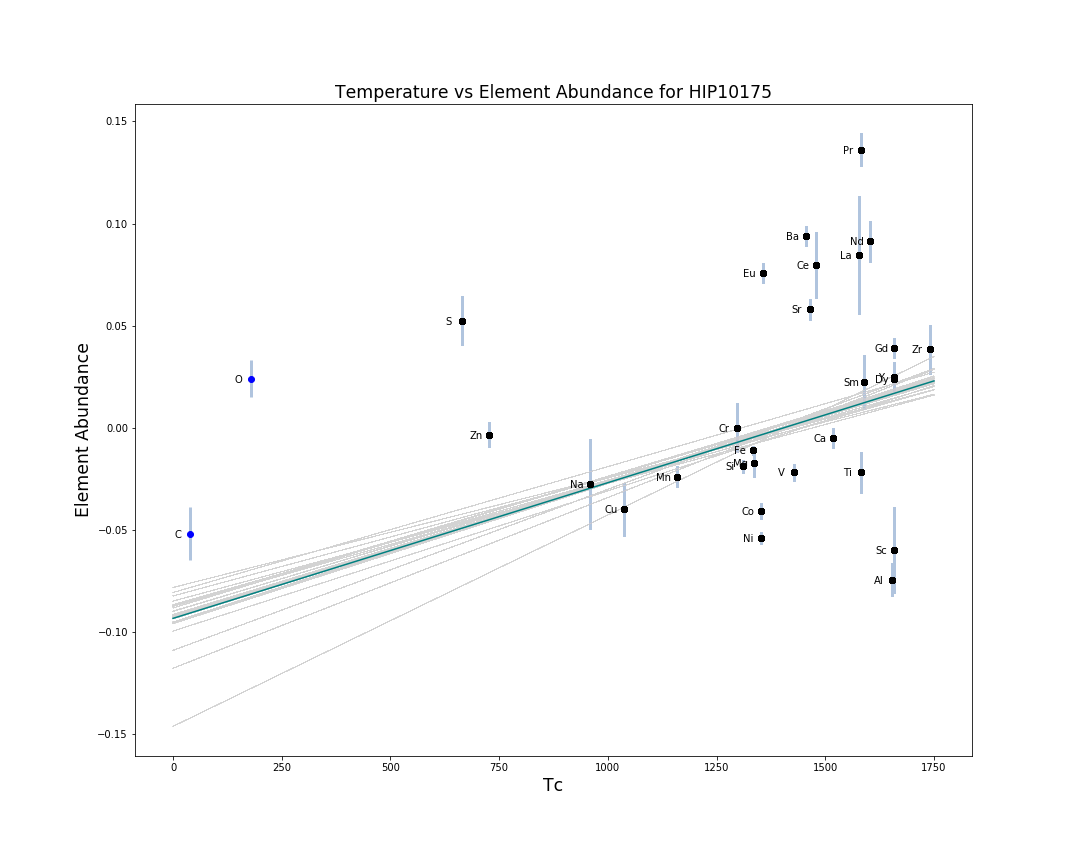 Temperature vs Element Abundance for HIP10175
0.15
Pr
0.10
Ba
Nd
La
Ce
Eu
Sr
0.05
S
Gd
Zr
O
Y
Dy
Sm
0.00
Cr
Zn
Ca
Fe
Mg
Si
V
Ti
Mn
Na
Cu
Co
−0.05
C
Ni
Sc
Al
−0.10
−0.15
0
250
500
750
1000
1250
1500
1750
Tc
Element Abundance